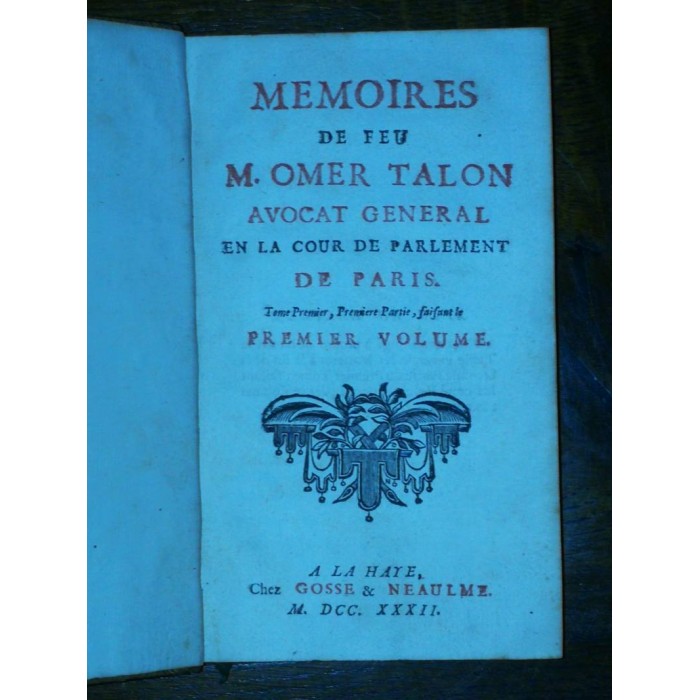 MEMOIRES
DE FEU
M. OMER TALON
AVOCAT GENERAL
EN LA COUR DE PARLEMENT
DE PARIS.
Tome Premier, Premiere Partie, faisant le
PREMIER VOLUME.
A LA HAYE,
Chez GOSSE & NEAULME.
M. DCC. XXXII.